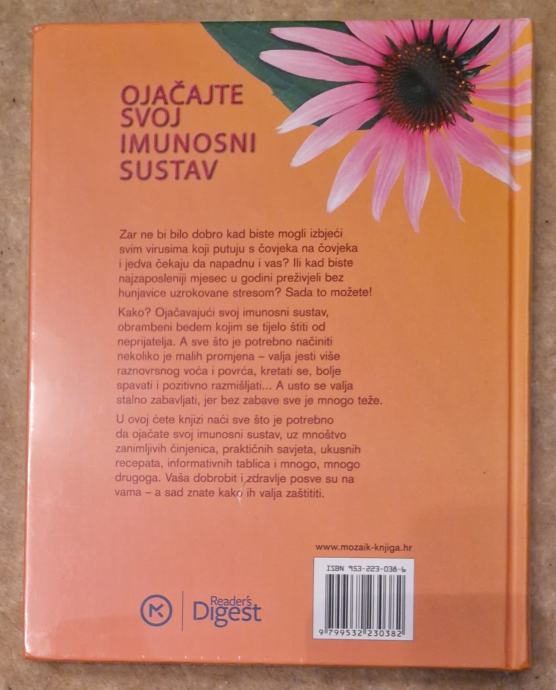 OJAČAJTE
SVOJ
IMUNOSNI
SUSTAV
Zar ne bi bilo dobro kad biste mogli izbjeći
svim virusima koji putuju s čovjeka na čovjeka
i jedva čekaju da napadnu i vas? Ili kad biste
najzaposleniji mjesec u godini preživjeli bez
hunjavice uzrokovane stresom? Sada to možete!
Kako? Ojačavajući svoj imunosni sustav,
obrambeni bedem kojim se tijelo štiti od
neprijatelja. A sve što je potrebno načiniti
nekoliko je malih promjena – valja jesti više
raznovrsnog voća i povrća, kretati se, bolje
spavati i pozitivno razmišljati... A usto se valja
stalno zabavljati, jer bez zabave sve je mnogo teže.
U ovoj ćete knjizi naći sve što je potrebno
da ojačate svoj imunosni sustav, uz mnoštvo
zanimljivih činjenica, praktičnih savjeta, ukusnih
recepata, informativnih tablica i mnogo, mnogo
drugoga. Vaša dobrobit i zdravlje posve su na
vama – a sad znate kako ih valja zaštititi.
www.mozaik-knjiga.hr
ISBN 953-223-038-6
9 799532 230382
Reader's
Digest